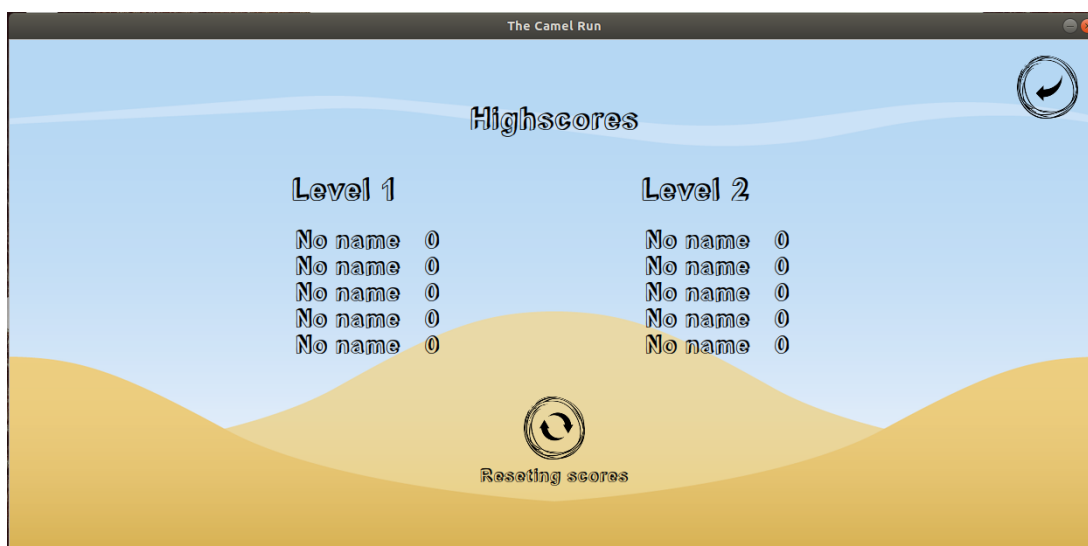 The Camel Run
Highscores
Level 1 Level 2
No name 0 No name 0
No name 0 No name 0
No name 0 No name 0
No name 0 No name 0
No name 0 No name 0
Reseting scores